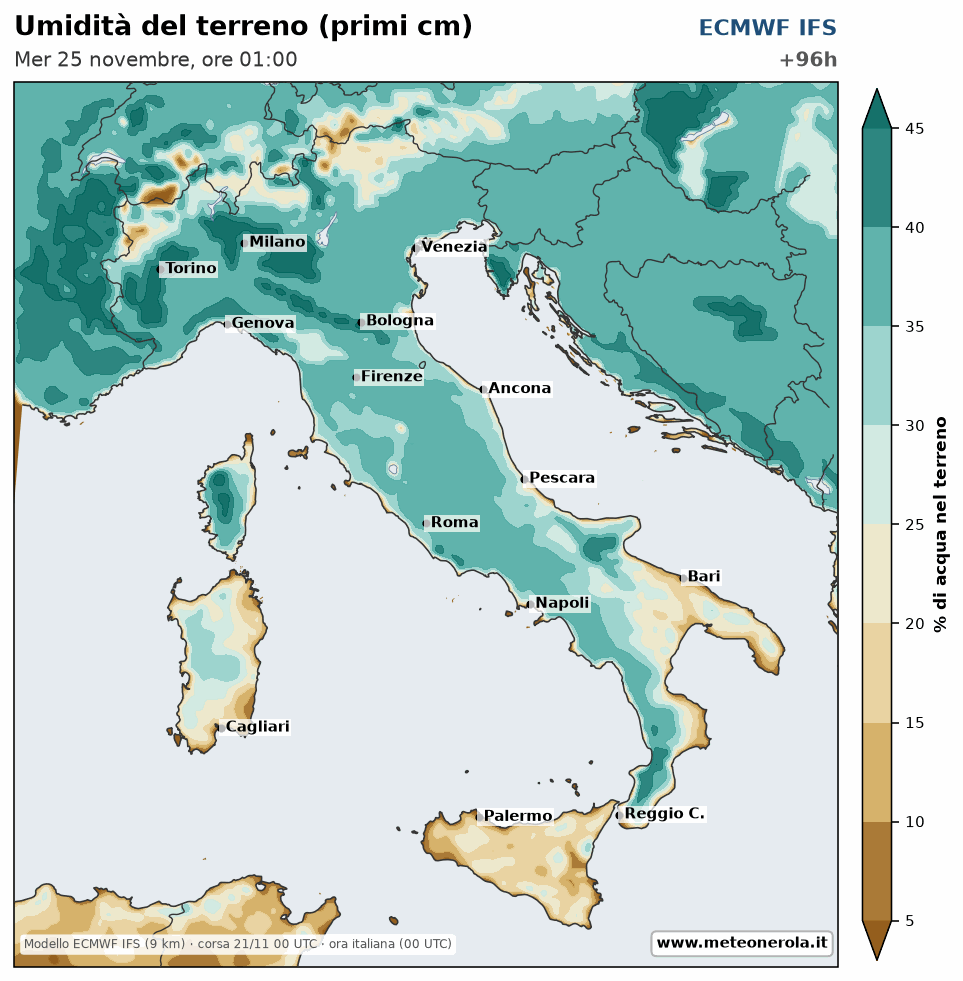 Umidità del terreno (primi cm)
ECMWF IFS
Mer 25 novembre, ore 01:00
+96h
Milano
Venezia
Torino
Genova
Bologna
Firenze
Ancona
Pescara
Roma
Bari
Napoli
Cagliari
Palermo
Reggio C.
45
40
35
30
25
20
15
10
5
% di acqua nel terreno
Modello ECMWF IFS (9 km) · corsa 21/11 00 UTC · ora italiana (00 UTC)
www.meteonerola.it